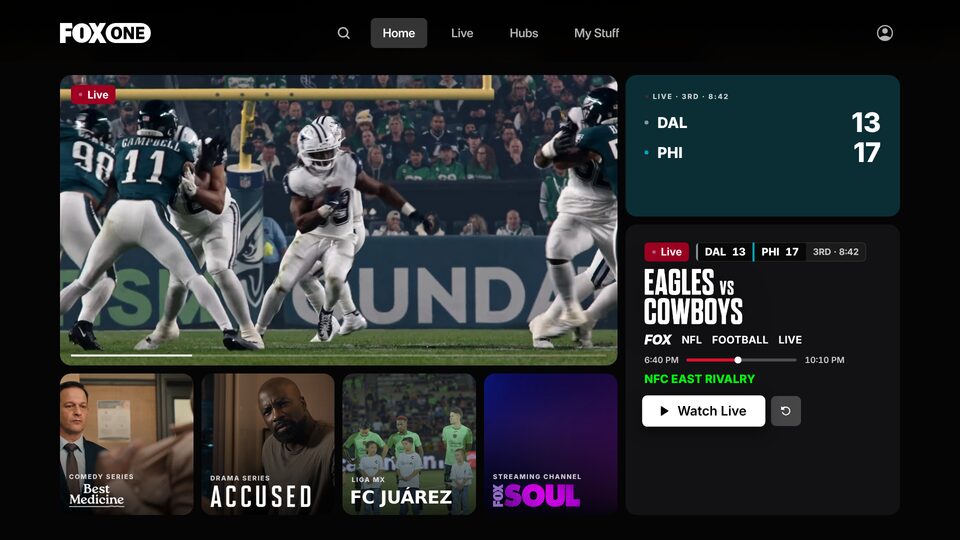 FOX ONE
Home
Live
Hubs
My Stuff
Live
98
CAMPBELL
11
LIVE · 3RD · 8:42
DAL 13
PHI 17
Live
DAL 13
PHI 17
3RD · 8:42
EAGLES VS
COWBOYS
FOX NFL FOOTBALL LIVE
6:40 PM
10:10 PM
NFC EAST RIVALRY
Watch Live
COMEDY SERIES
Best
Medicine
DRAMA SERIES
ACCUSED
LIGA MX
FC JUÁREZ
STREAMING CHANNEL
FOX SOUL